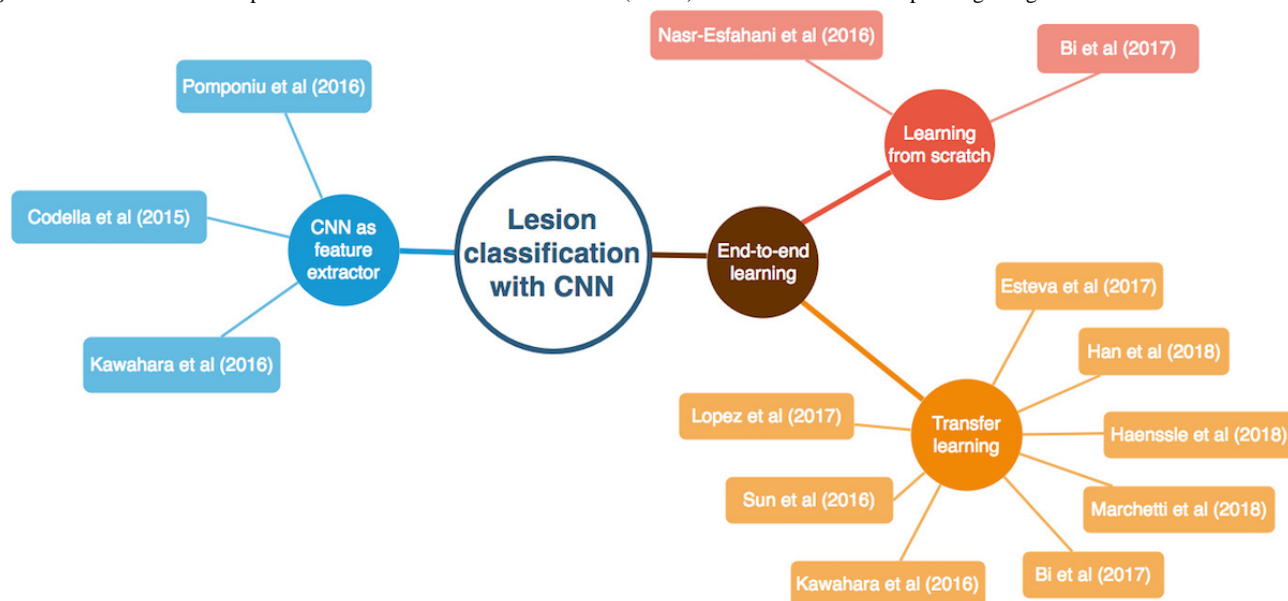 Nasr-Esfahani et al (2016)
Bi et al (2017)
Pomponiu et al (2016)
Learning
from scratch
Codella et al (2015)
CNN as
feature
extractor
Lesion
classification
with CNN
End-to-end
learning
Esteva et al (2017)
Han et al (2018)
Kawahara et al (2016)
Lopez et al (2017)
Transfer
learning
Haenssle et al (2018)
Sun et al (2016)
Marchetti et al (2018)
Kawahara et al (2016)
Bi et al (2017)